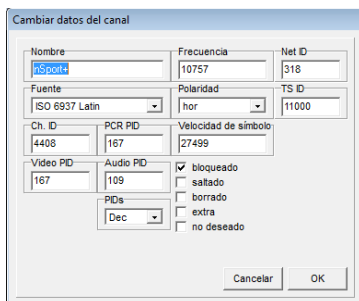 Cambiar datos del canal
Nombre Frecuencia Net ID
nSport+ 10757 318
Fuente Polaridad TS ID
ISO 6937 Latin hor 11000
Ch. ID PCR PID Velocidad de símbolo
4408 167 27499
Video PID Audio PID bloqueado
167 109 saltado
PIDs borrado
Dec extra
no deseado
Cancelar OK